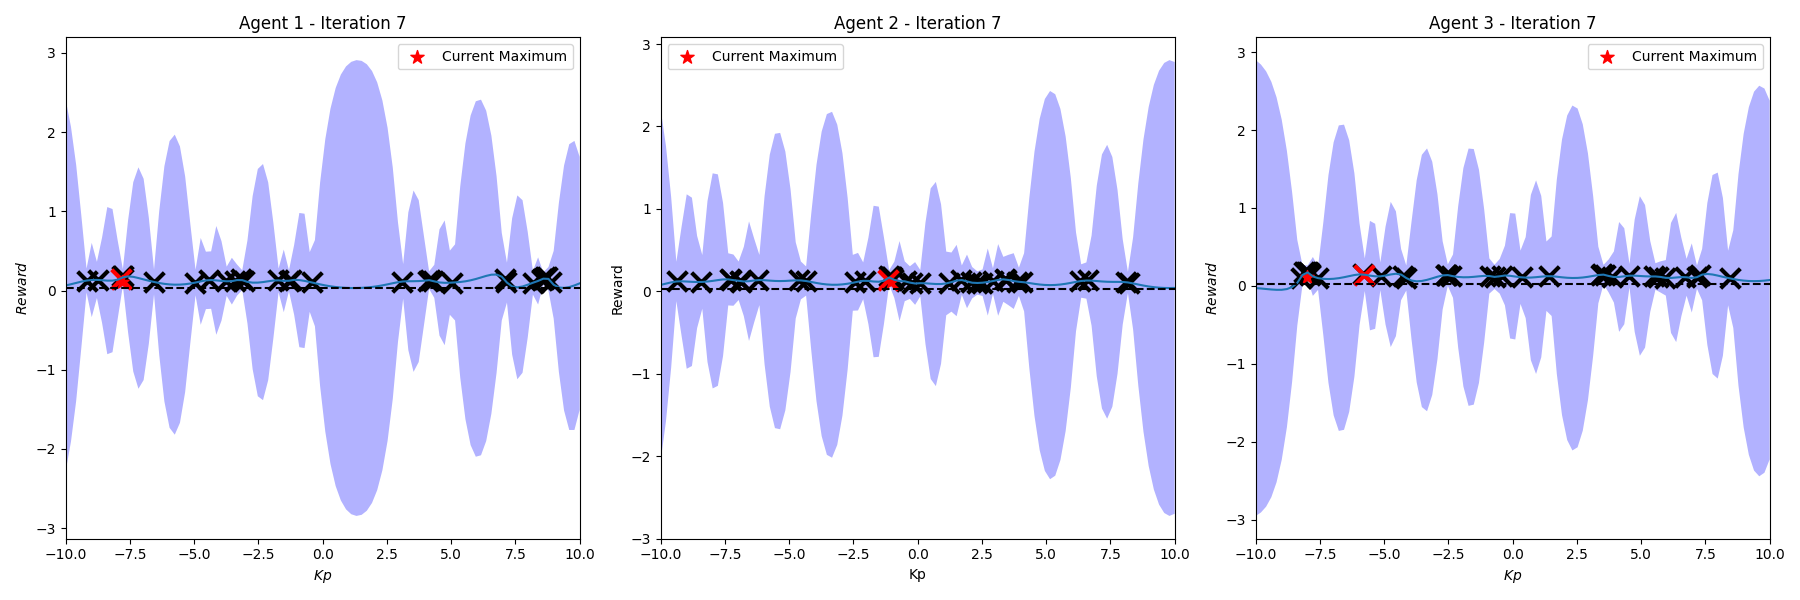 Agent 1 - Iteration 7
Current Maximum
Reward
3
2
1
0
−1
−2
−3
−10.0 −7.5 −5.0 −2.5 0.0 2.5 5.0 7.5 10.0
Kp
Agent 2 - Iteration 7
Current Maximum
Reward
3
2
1
0
−1
−2
−3
−10.0 −7.5 −5.0 −2.5 0.0 2.5 5.0 7.5 10.0
Kp
Agent 3 - Iteration 7
Current Maximum
Reward
3
2
1
0
−1
−2
−3
−10.0 −7.5 −5.0 −2.5 0.0 2.5 5.0 7.5 10.0
Kp